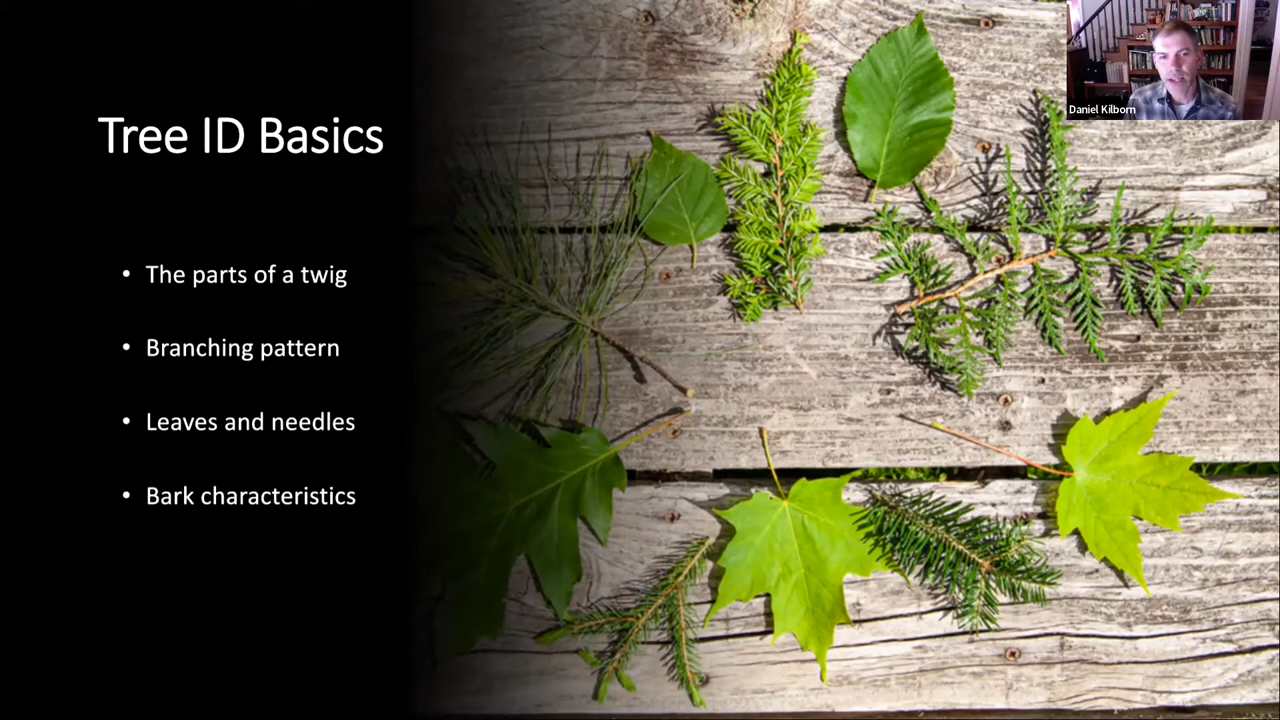 Tree ID Basics
• The parts of a twig
• Branching pattern
• Leaves and needles
• Bark characteristics
Daniel Kilborn